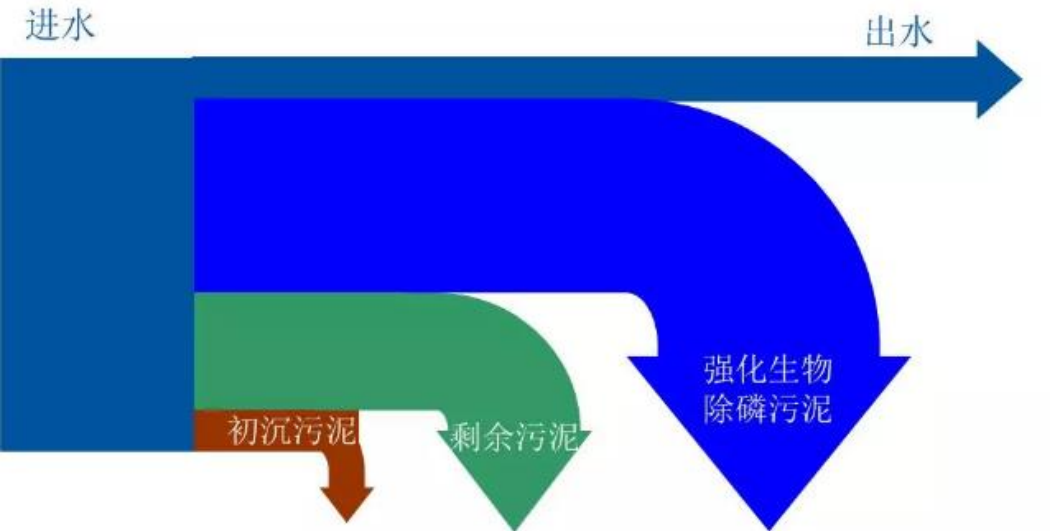 进水
出水
强化生物
除磷污泥
初沉污泥
剩余污泥